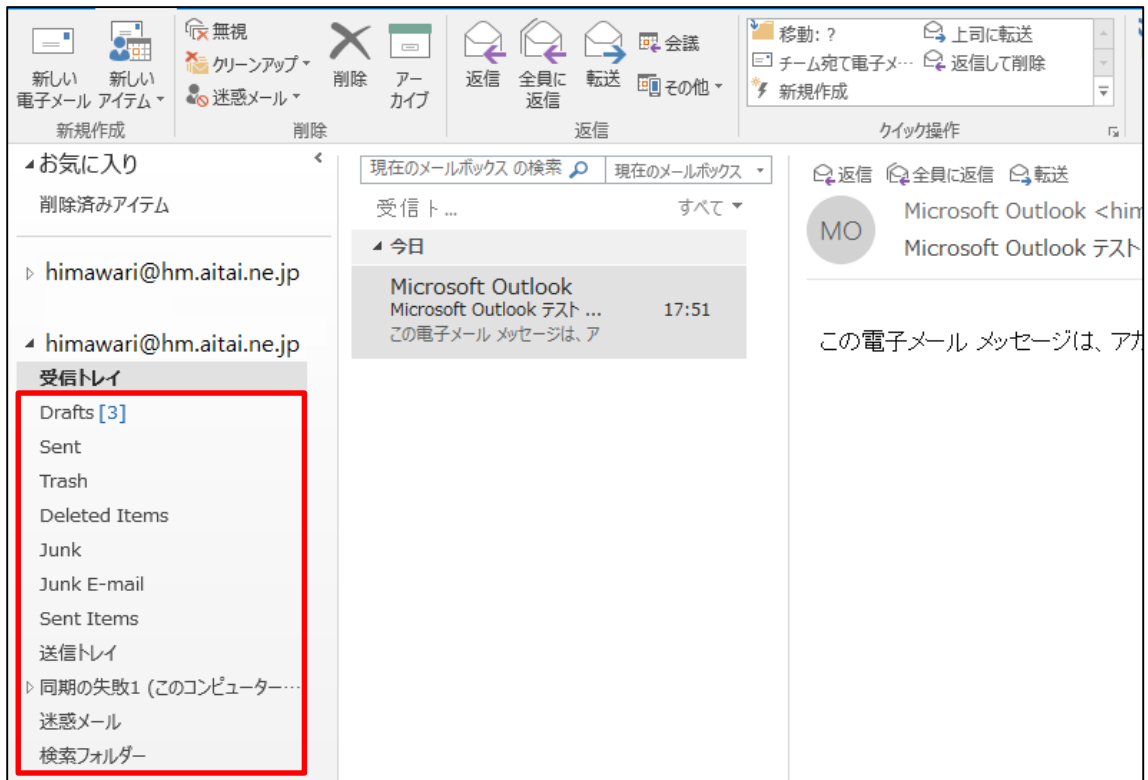 新しい
電子メール
新しい
アイテム
新規作成
無視
クリーンアップ
迷惑メール
削除
アー
カイブ
削除
返信
全員に
返信
転送
会議
その他
返信
移動: ?
チーム宛て電子メ…
新規作成
上司に転送
返信して削除
クイック操作
お気に入り
削除済みアイテム
himawari@hm.aitai.ne.jp
himawari@hm.aitai.ne.jp
受信トレイ
Drafts [3]
Sent
Trash
Deleted Items
Junk
Junk E-mail
Sent Items
送信トレイ
同期の失敗1 (このコンピューター…
迷惑メール
検索フォルダー
現在のメールボックス の検索
現在のメールボックス
受信ト...
すべて
今日
Microsoft Outlook
Microsoft Outlook テスト ...
17:51
この電子メール メッセージは、ア
返信 全員に返信 転送
MO
Microsoft Outlook <him
Microsoft Outlook テスト
この電子メール メッセージは、アカ